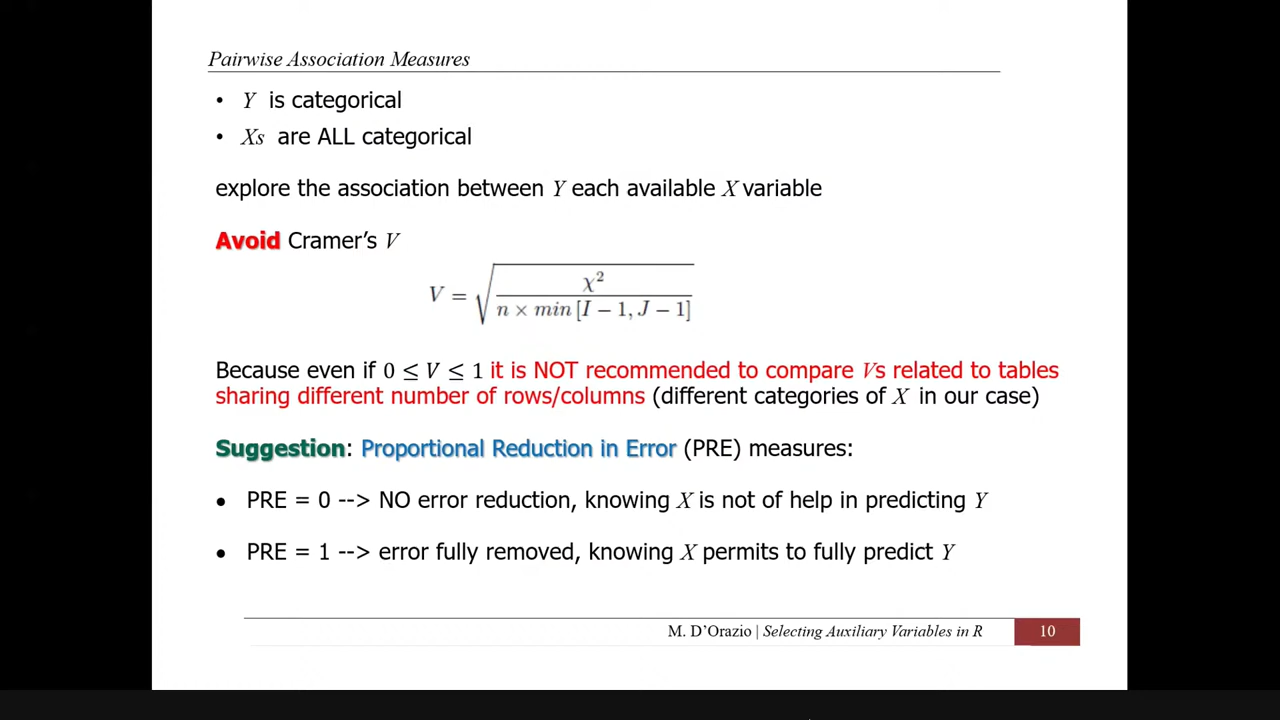 Pairwise Association Measures
• Y is categorical
• Xs are ALL categorical
explore the association between Y each available X variable
Avoid Cramer’s V
V = √(χ² / (n × min [I − 1, J − 1]))
Because even if 0 ≤ V ≤ 1 it is NOT recommended to compare Vs related to tables
sharing different number of rows/columns (different categories of X in our case)
Suggestion: Proportional Reduction in Error (PRE) measures:
• PRE = 0 --> NO error reduction, knowing X is not of help in predicting Y
• PRE = 1 --> error fully removed, knowing X permits to fully predict Y
M. D’Orazio | Selecting Auxiliary Variables in R 10